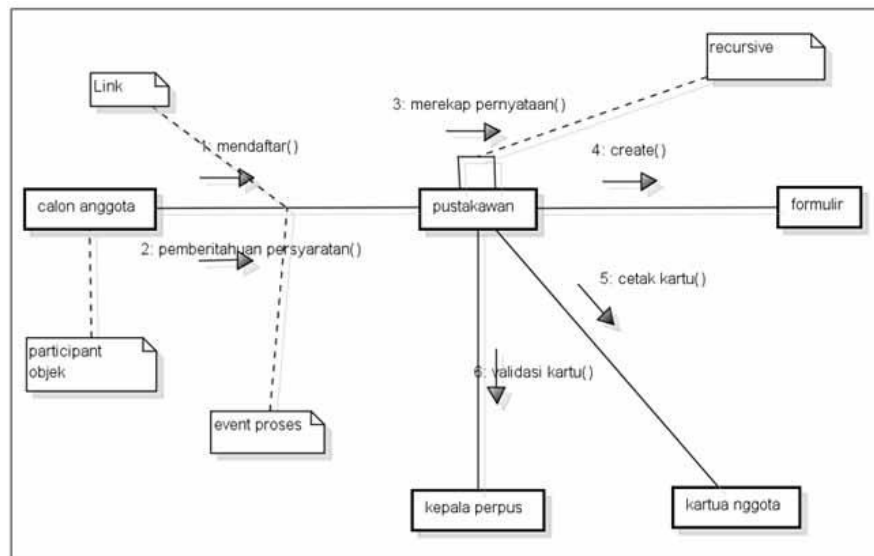 recursive
Link
3: merekap pernyataan()
1: mendaftar()
4: create()
calon anggota
pustakawan
formulir
2: pemberitahuan persyaratan()
5: cetak kartu()
participant
objek
6: validasi kartu()
event proses
kepala perpus
kartua nggota